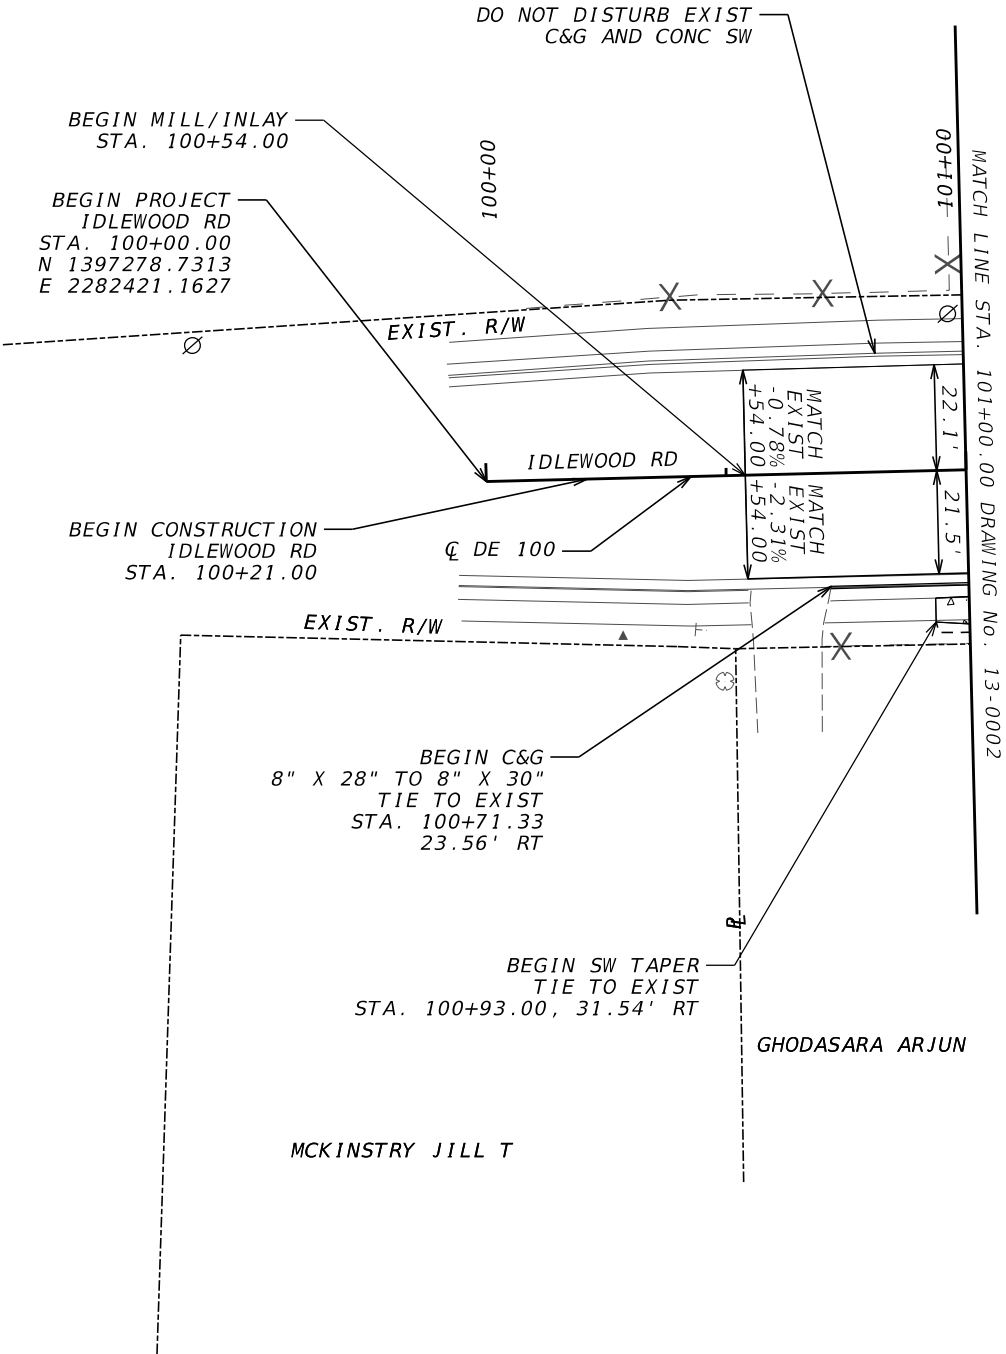 DO NOT DISTURB EXIST
C&G AND CONC SW
BEGIN MILL/INLAY
STA. 100+54.00
100+00
101+00
BEGIN PROJECT
IDLEWOOD RD
STA. 100+00.00
N 1397278.7313
E 2282421.1627
MATCH LINE STA. 101+00.00 DRAWING No. 13-0002
EXIST. R/W
22.1'
MATCH
EXIST
-0.78%
+54.00
IDLEWOOD RD
MATCH
EXIST
-2.31%
+54.00
21.5'
BEGIN CONSTRUCTION
IDLEWOOD RD
STA. 100+21.00
℄ DE 100
EXIST. R/W
BEGIN C&G
8" X 28" TO 8" X 30"
TIE TO EXIST
STA. 100+71.33
23.56' RT
PL
BEGIN SW TAPER
TIE TO EXIST
STA. 100+93.00, 31.54' RT
GHODASARA ARJUN
MCKINSTRY JILL T